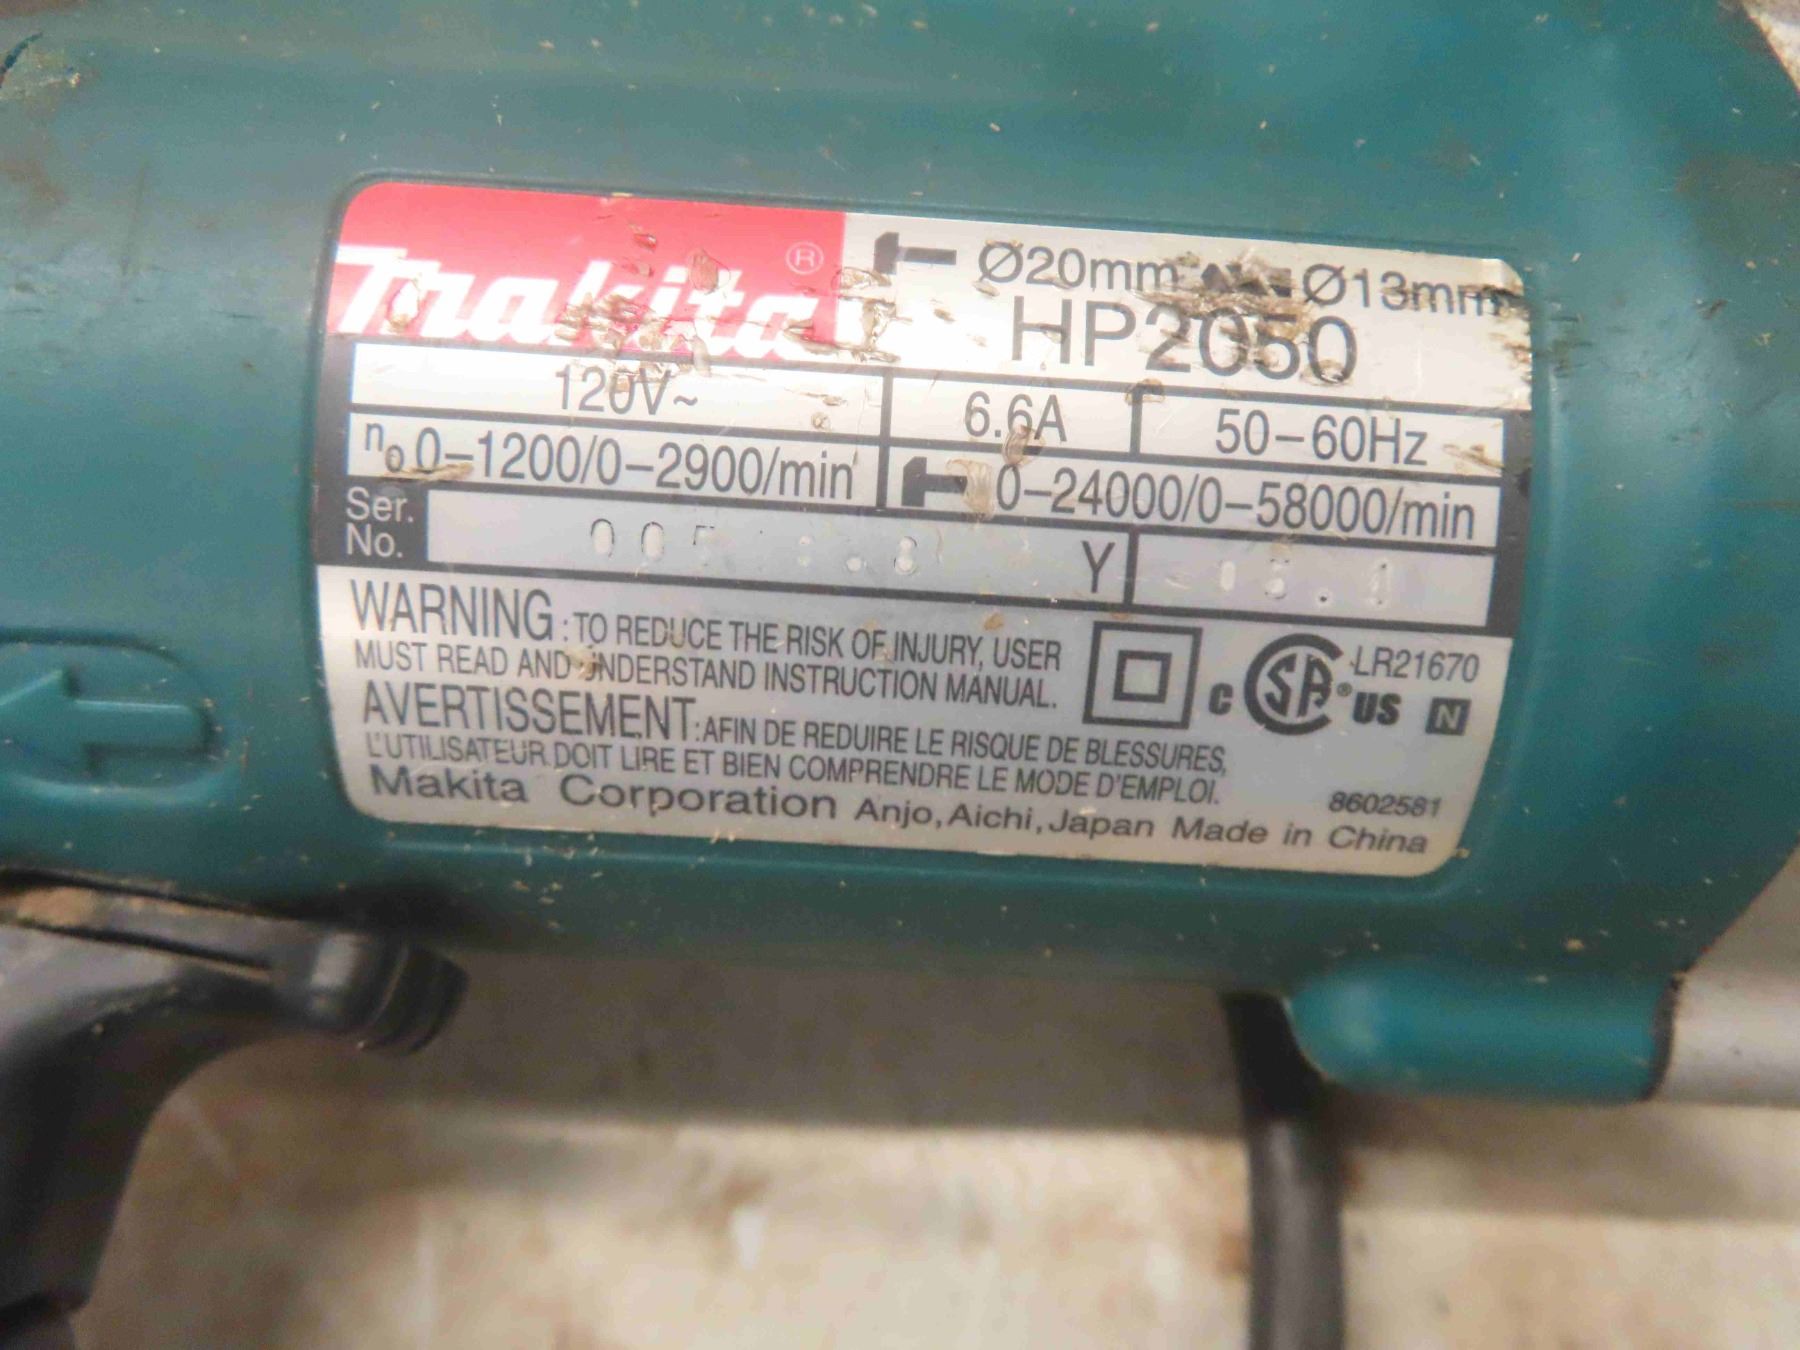 Makita®
Ø20mm Ø13mm
HP2050
120V~ 6.6A 50-60Hz
n₀ 0-1200/0-2900/min 0-24000/0-58000/min
Ser. No. Y
WARNING : TO REDUCE THE RISK OF INJURY, USER
MUST READ AND UNDERSTAND INSTRUCTION MANUAL.
AVERTISSEMENT : AFIN DE REDUIRE LE RISQUE DE BLESSURES,
L'UTILISATEUR DOIT LIRE ET BIEN COMPRENDRE LE MODE D'EMPLOI.
LR21670
C SA® US N
8602581
Makita Corporation Anjo, Aichi, Japan Made in China